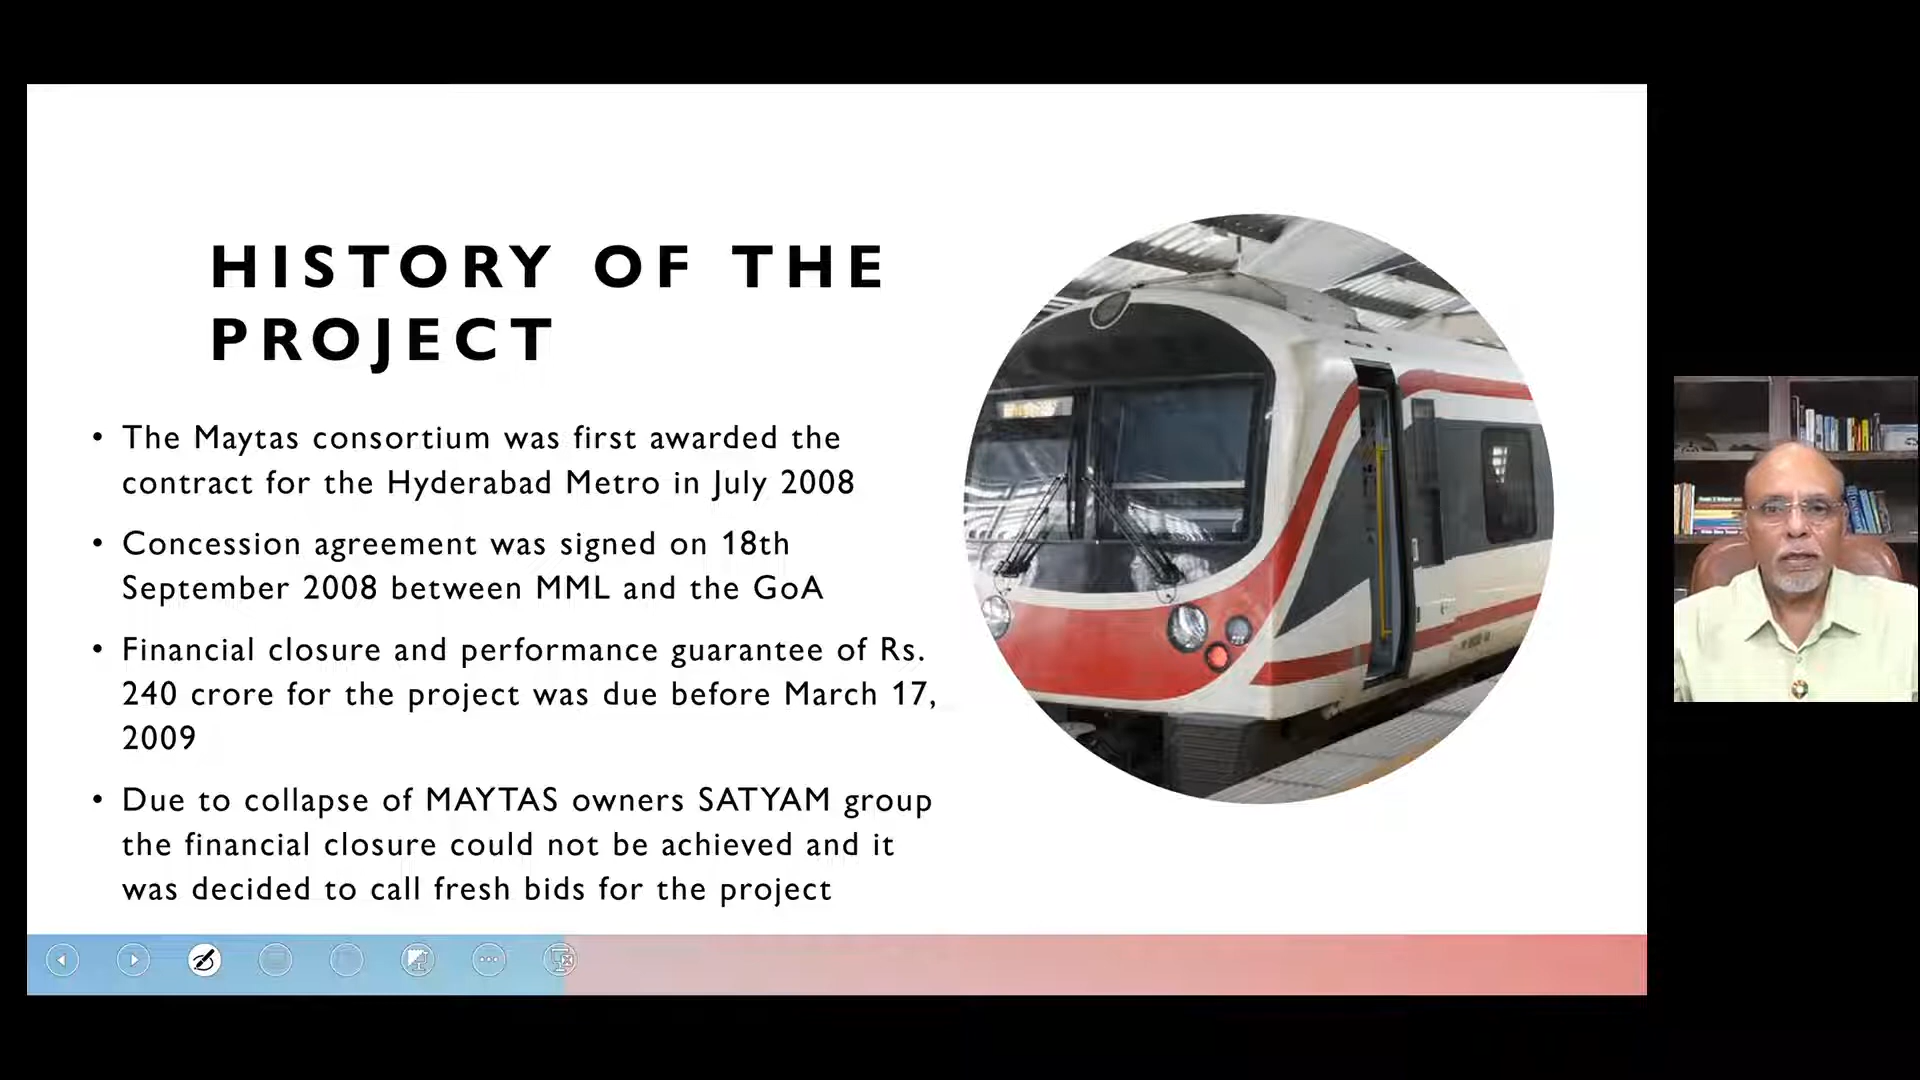 HISTORY OF THE
PROJECT
• The Maytas consortium was first awarded the
contract for the Hyderabad Metro in July 2008
• Concession agreement was signed on 18th
September 2008 between MML and the GoA
• Financial closure and performance guarantee of Rs.
240 crore for the project was due before March 17,
2009
• Due to collapse of MAYTAS owners SATYAM group
the financial closure could not be achieved and it
was decided to call fresh bids for the project